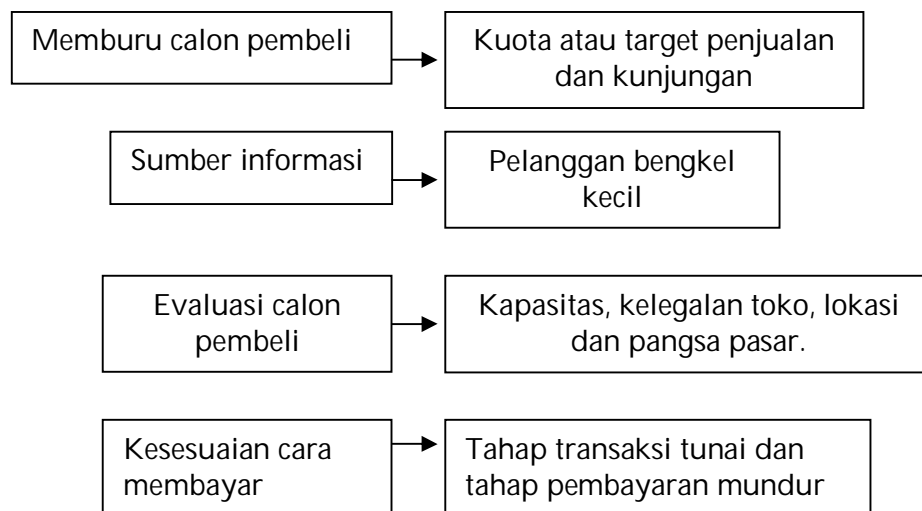 Memburu calon pembeli
Kuota atau target penjualan
dan kunjungan
Sumber informasi
Pelanggan bengkel
kecil
Evaluasi calon
pembeli
Kapasitas, kelegalan toko, lokasi
dan pangsa pasar.
Kesesuaian cara
membayar
Tahap transaksi tunai dan
tahap pembayaran mundur